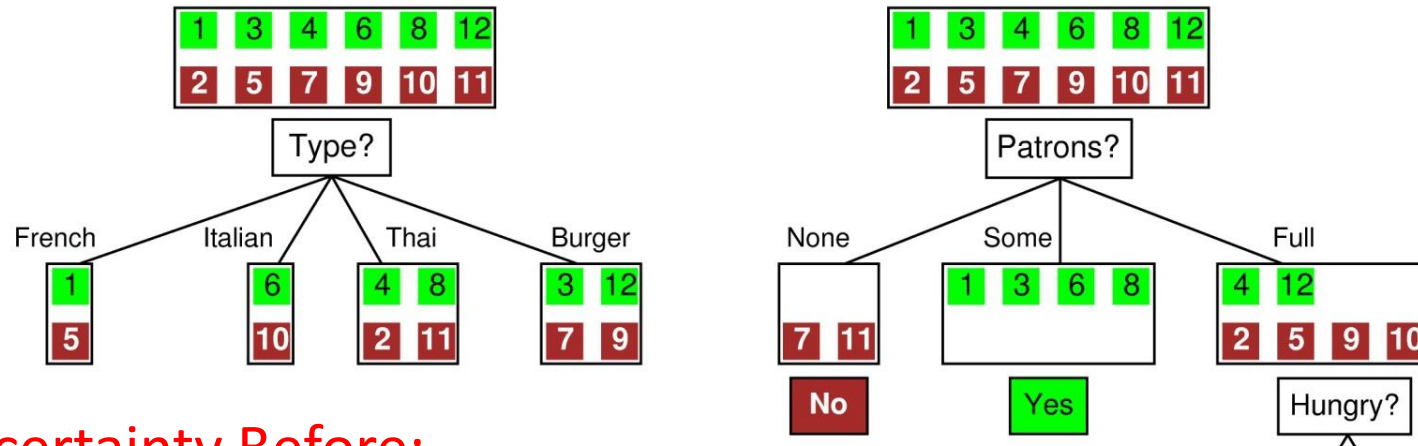 1 3 4 6 8 12
2 5 7 9 10 11
Type?
French Italian Thai Burger
1 6 4 8 3 12
5 10 2 11 7 9
1 3 4 6 8 12
2 5 7 9 10 11
Patrons?
None Some Full
1 3 6 8 4 12
7 11 2 5 9 10
No Yes Hungry?
Before: